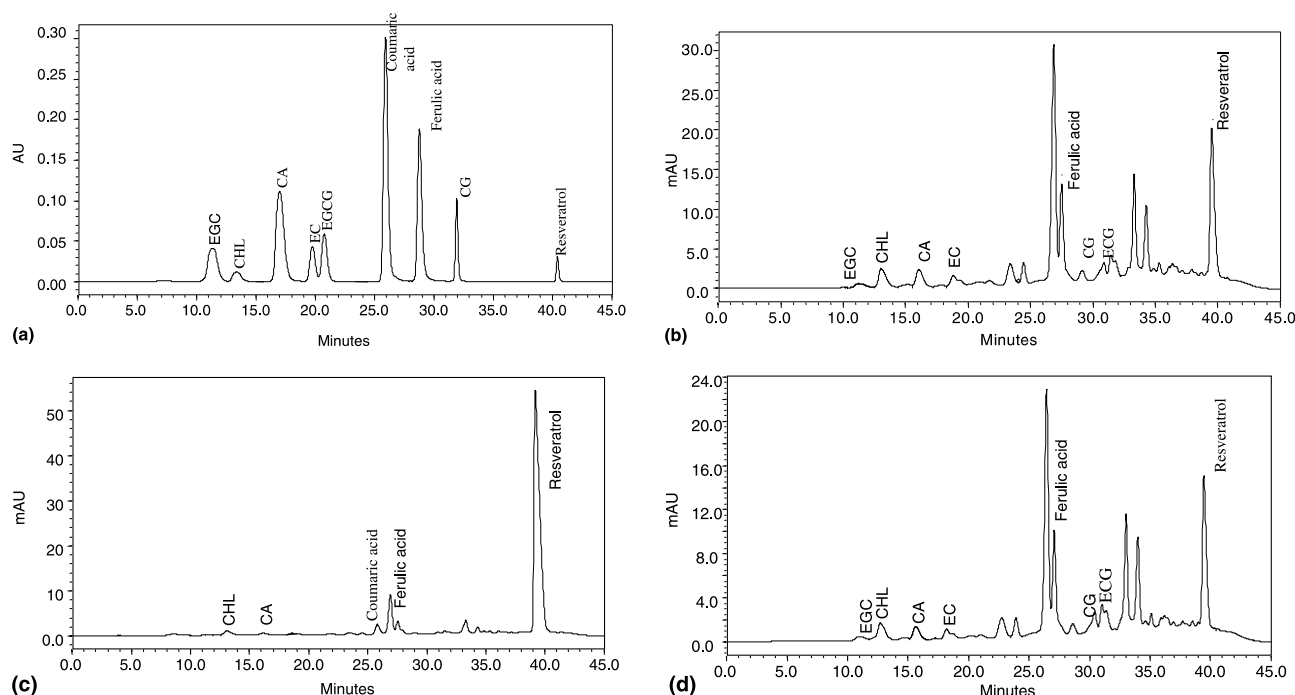 0.30
0.25
0.20
0.15
0.10
0.05
0.00
AU
EGC
CHL
CA
EC
EGCG
Coumaric
acid
Ferulic acid
CG
Resveratrol
0.0 5.0 10.0 15.0 20.0 25.0 30.0 35.0 40.0 45.0
Minutes
(a)
30.0
25.0
20.0
15.0
10.0
5.0
0.0
mAU
EGC
CHL
CA
EC
Ferulic acid
CG
ECG
Resveratrol
0.0 5.0 10.0 15.0 20.0 25.0 30.0 35.0 40.0 45.0
Minutes
(b)
50
40
30
20
10
0.0
mAU
CHL
CA
Coumaric acid
Ferulic acid
Resveratrol
0.0 5.0 10.0 15.0 20.0 25.0 30.0 35.0 40.0 45.0
Minutes
(c)
24.0
20.0
16.0
12.0
8.0
4.0
0.0
mAU
EGC
CHL
CA
EC
Ferulic acid
CG
ECG
Resveratrol
0.0 5.0 10.0 15.0 20.0 25.0 30.0 35.0 40.0 45.0
Minutes
(d)